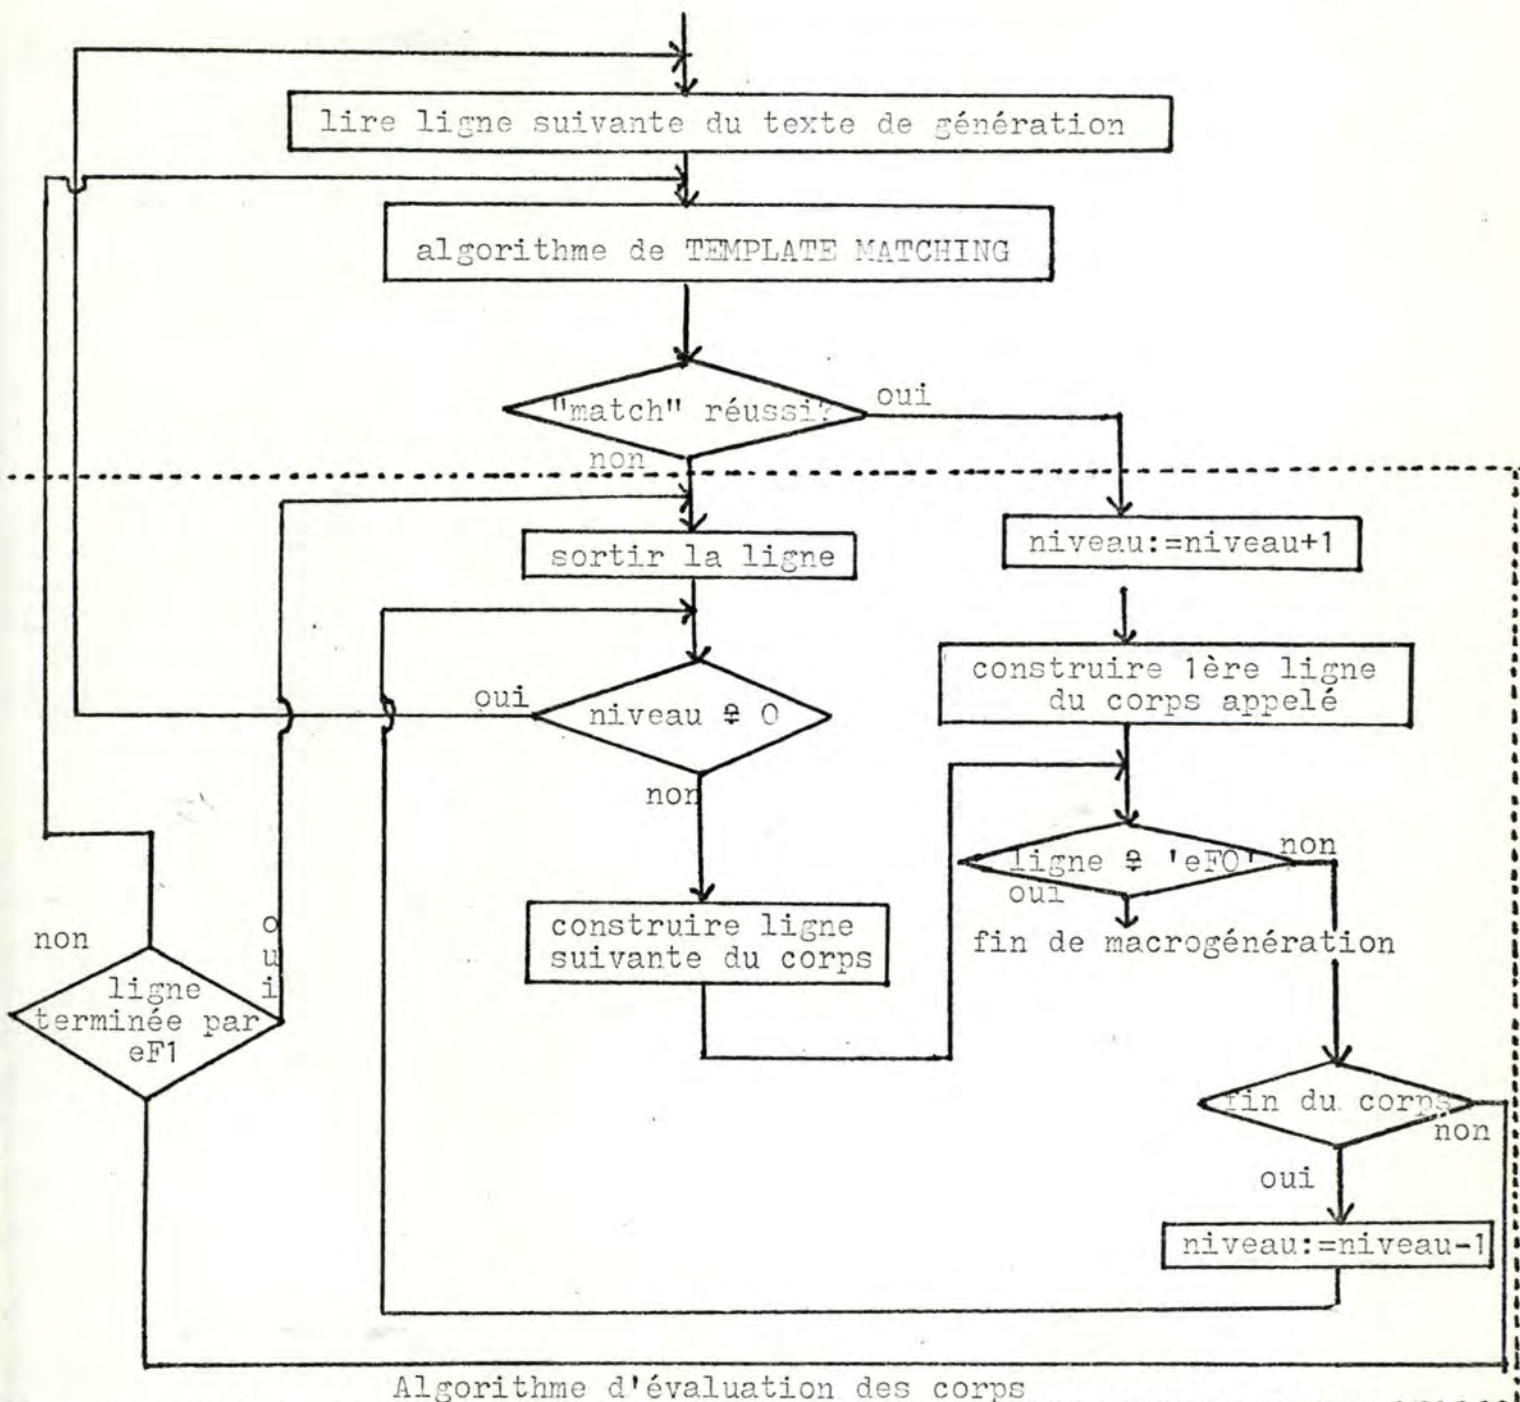 lire ligne suivante du texte de génération
algorithme de TEMPLATE MATCHING
"match" réussi?
oui
non
sortir la ligne
niveau:=niveau+1
construire 1ère ligne
du corps appelé
oui
niveau ≟ 0
non
ligne ≟ 'eF0'
non
oui
fin de macrogénération
construire ligne
suivante du corps
non
oui
ligne
terminée par
eF1
fin du corps
non
oui
niveau:=niveau-1
Algorithme d'évaluation des corps